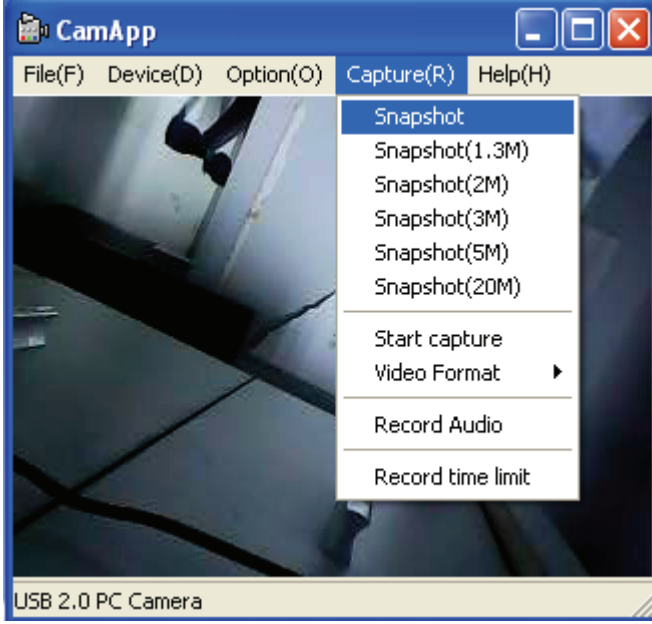 CamApp
File(F) Device(D) Option(O) Capture(R) Help(H)
Snapshot
Snapshot(1.3M)
Snapshot(2M)
Snapshot(3M)
Snapshot(5M)
Snapshot(20M)
Start capture
Video Format
Record Audio
Record time limit
USB 2.0 PC Camera